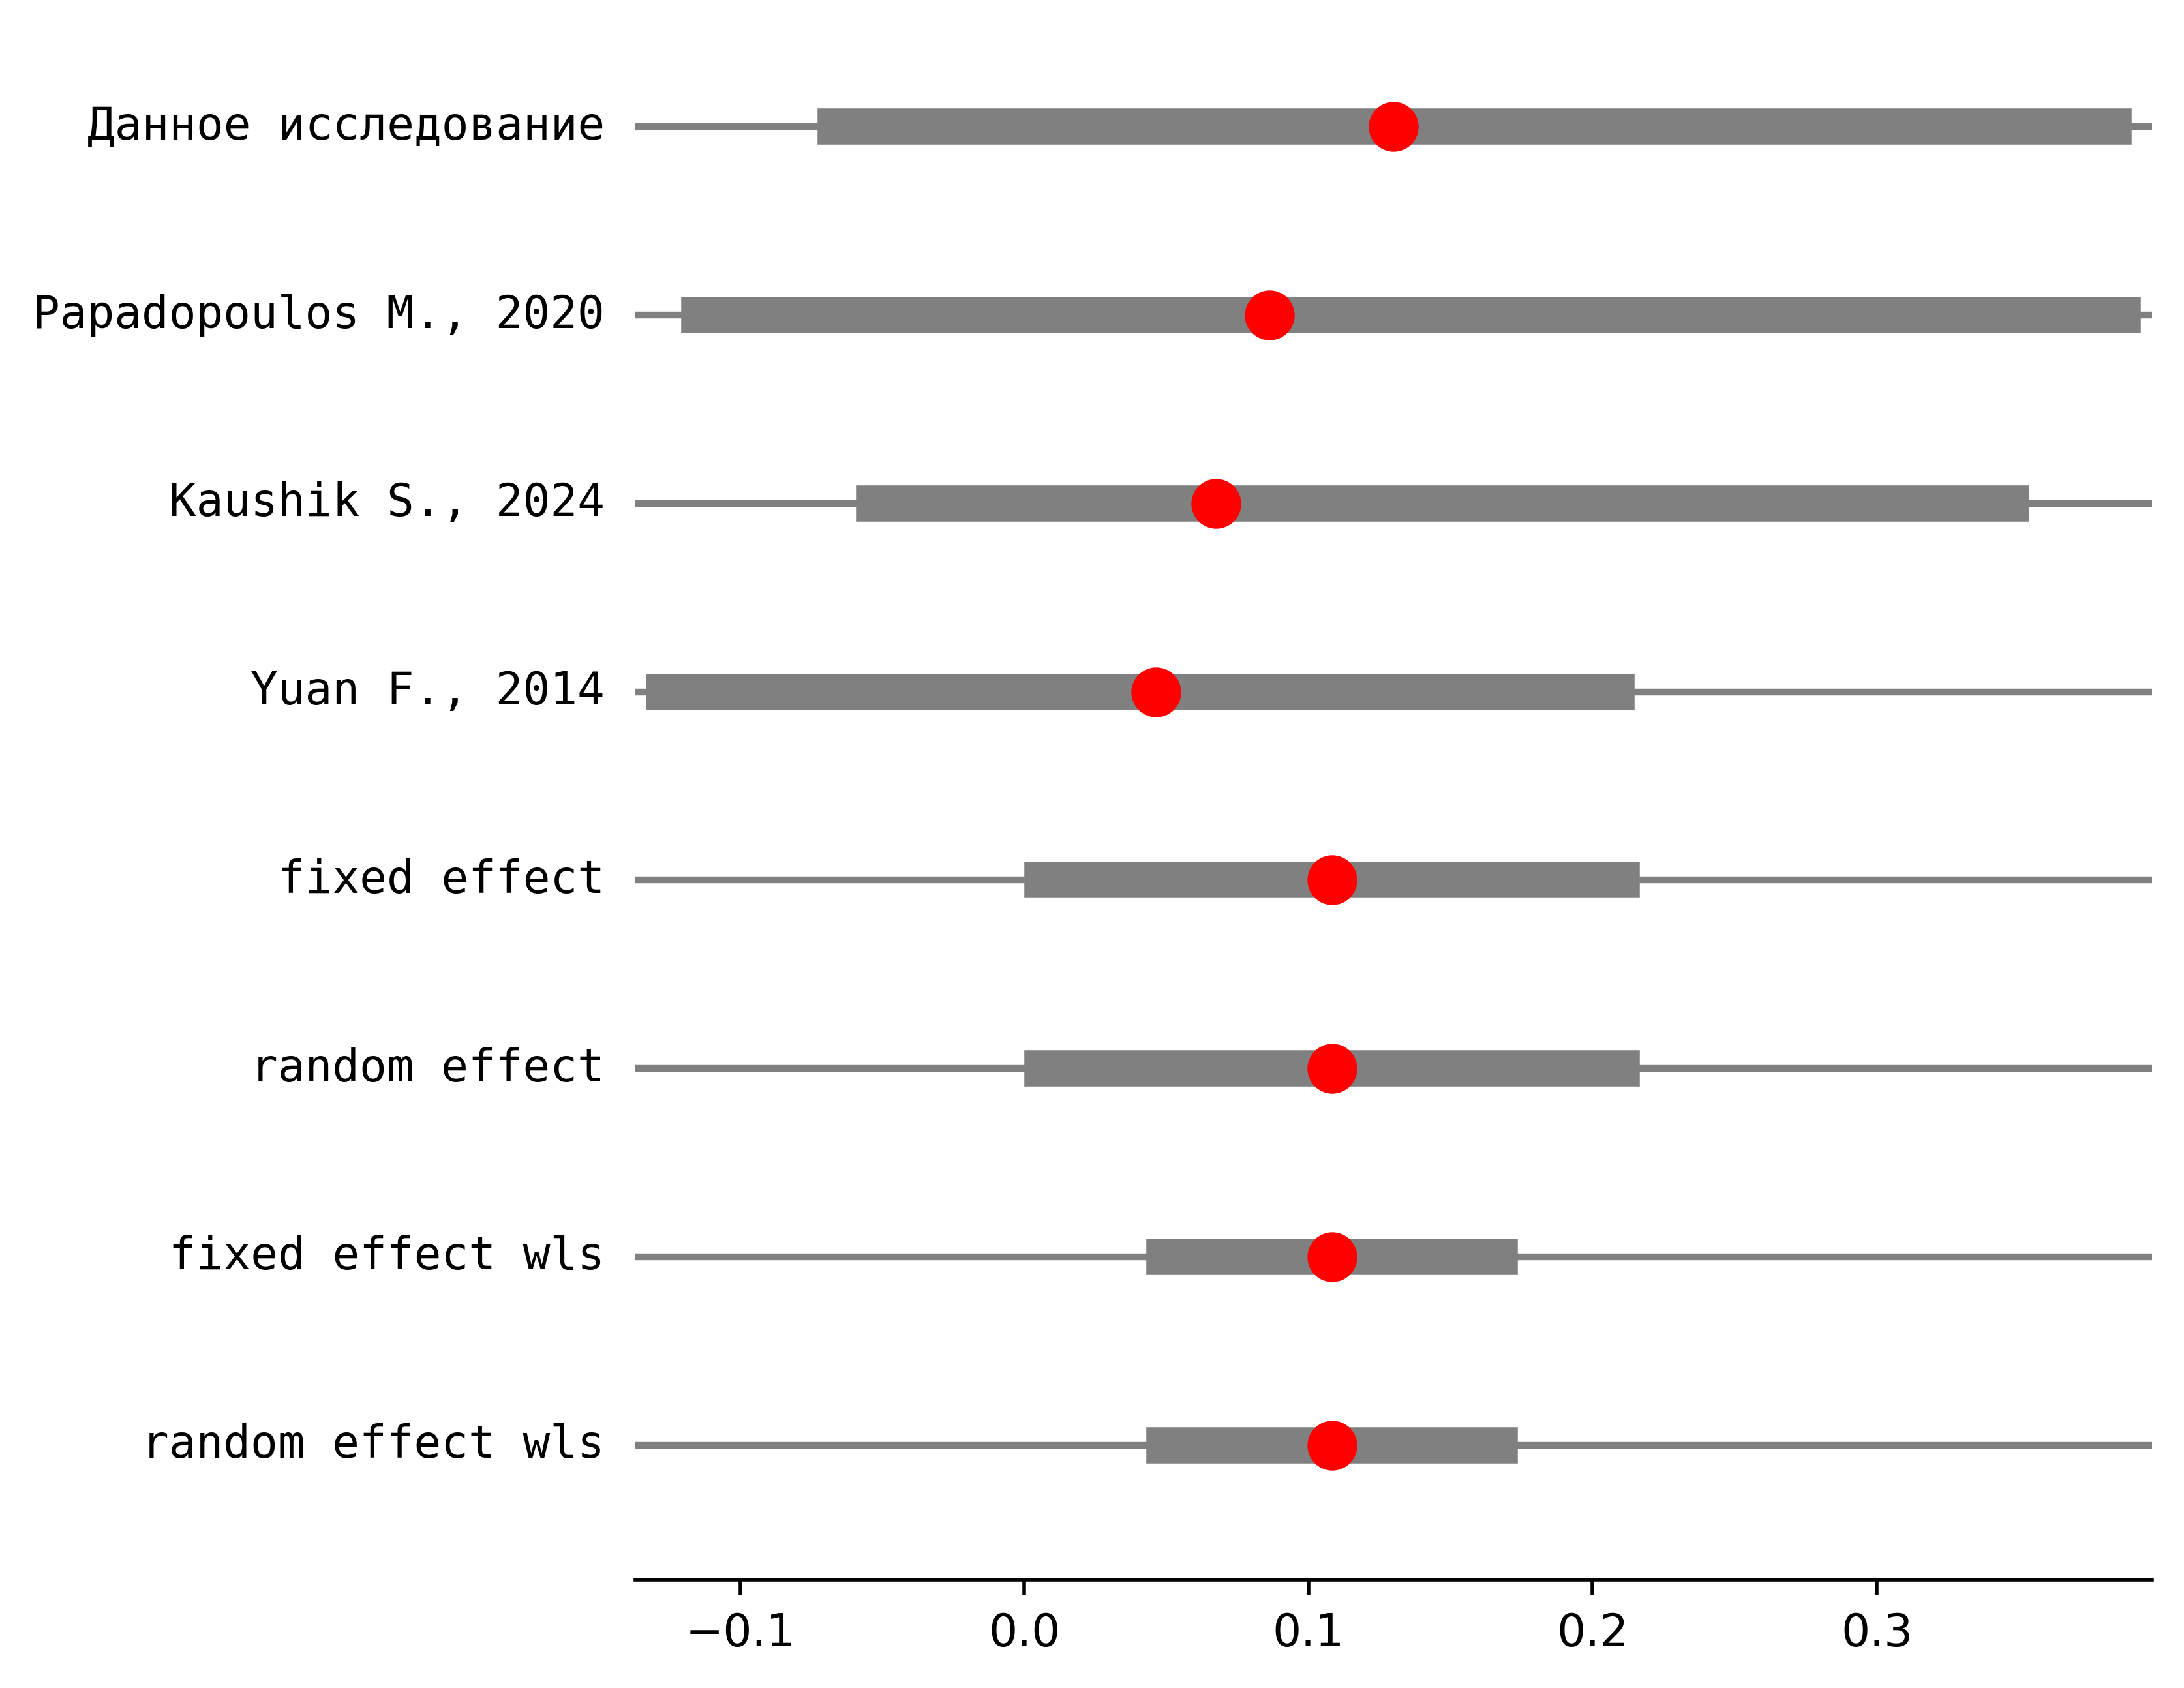 Данное исследование
Papadopoulos M., 2020
Kaushik S., 2024
Yuan F., 2014
fixed effect
random effect
fixed effect wls
random effect wls
−0.1 0.0 0.1 0.2 0.3